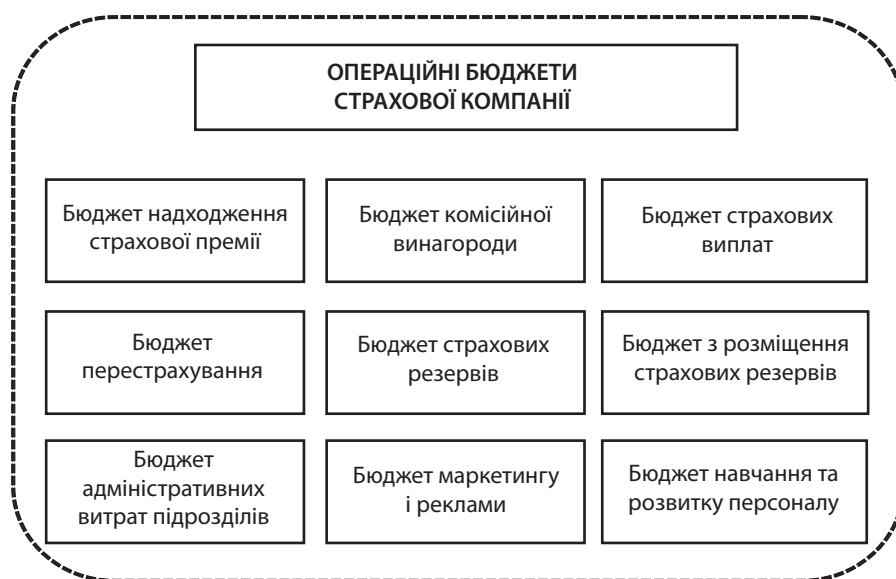 ОПЕРАЦІЙНІ БЮДЖЕТИ
СТРАХОВОЇ КОМПАНІЇ
Бюджет надходження
страхової премії
Бюджет комісійної
винагороди
Бюджет страхових
виплат
Бюджет
перестрахування
Бюджет страхових
резервів
Бюджет з розміщення
страхових резервів
Бюджет
адміністративних
витрат підрозділів
Бюджет маркетингу
і реклами
Бюджет навчання та
розвитку персоналу